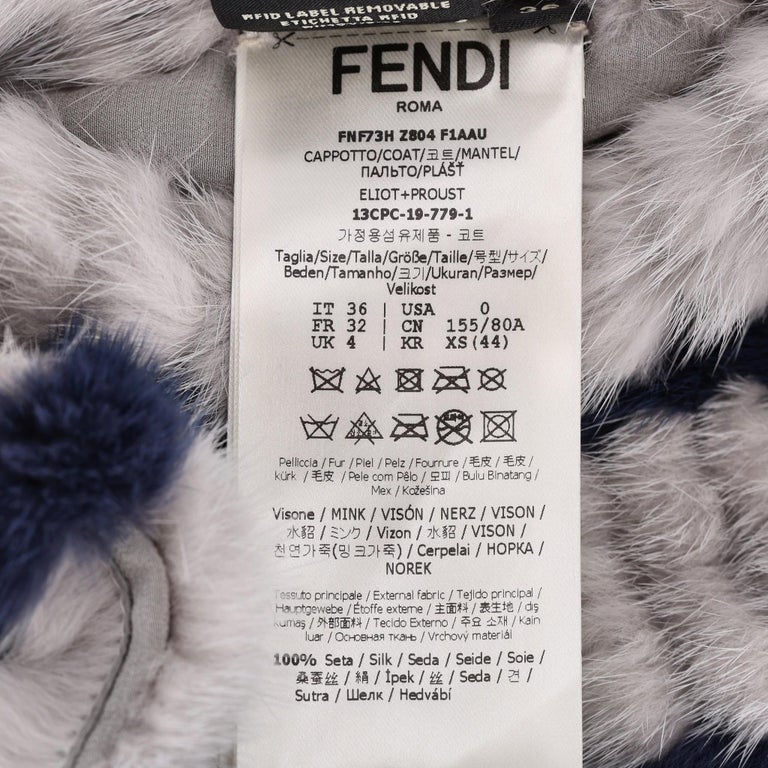 RFID LABEL REMOVABLE
ETICHETTA RFID
36
FENDI
ROMA
FNF73H Z804 F1AAU
CAPPOTTO/COAT/코트/MANTEL/
ПАЛЬТО/PLÁŠŤ
ELIOT+PROUST
13CPC-19-779-1
가정용섬유제품 - 코트
Taglia/Size/Talla/Größe/Taille/号型/サイズ/
Beden/Tamanho/크기/Ukuran/Размер/
Velikost
IT 36 | USA 0
FR 32 | CN 155/80A
UK 4 | KR XS(44)
Pelliccia / Fur / Piel / Pelz / Fourrure / 毛皮 / 毛皮 /
kürk / 毛皮 / Pele com Pêlo / 모피 / Bulu Binatang /
Mex / Kožešina
Visone / MINK / VISÓN / NERZ / VISON /
水貂 / ミンク / Vizon / 水貂 / VISON /
천연가죽(밍크가죽) / Cerpelai / НОРКА /
NOREK
Tessuto principale / External fabric / Tejido principal /
Hauptgewebe / Étoffe externe / 主面料 / 表生地 / dış
kumaş / 外部面料 / Tecido Externo / 주요 소재 / Kain
luar / Основная ткань / Vrchový materiál
100% Seta / Silk / Seda / Seide / Soie /
桑蚕丝 / 絹 / İpek / 丝 / Seda / 견 /
Sutra / Шелк / Hedvábí